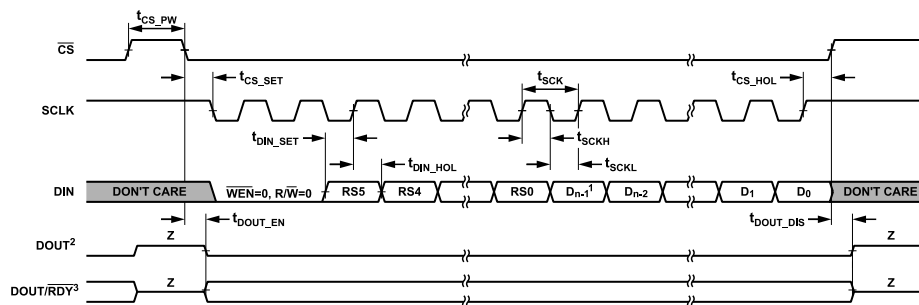 tCS_PW
CS
tCS_SET
tSCK
tCS_HOL
SCLK
tDIN_SET
tSCKH
tDIN_HOL
tSCKL
DIN
DON'T CARE
WEN=0, R/W=0
RS5
RS4
RS0
Dn-1¹
Dn-2
D1
D0
DON'T CARE
tDOUT_EN
tDOUT_DIS
DOUT²
Z
Z
DOUT/RDY³
Z
Z